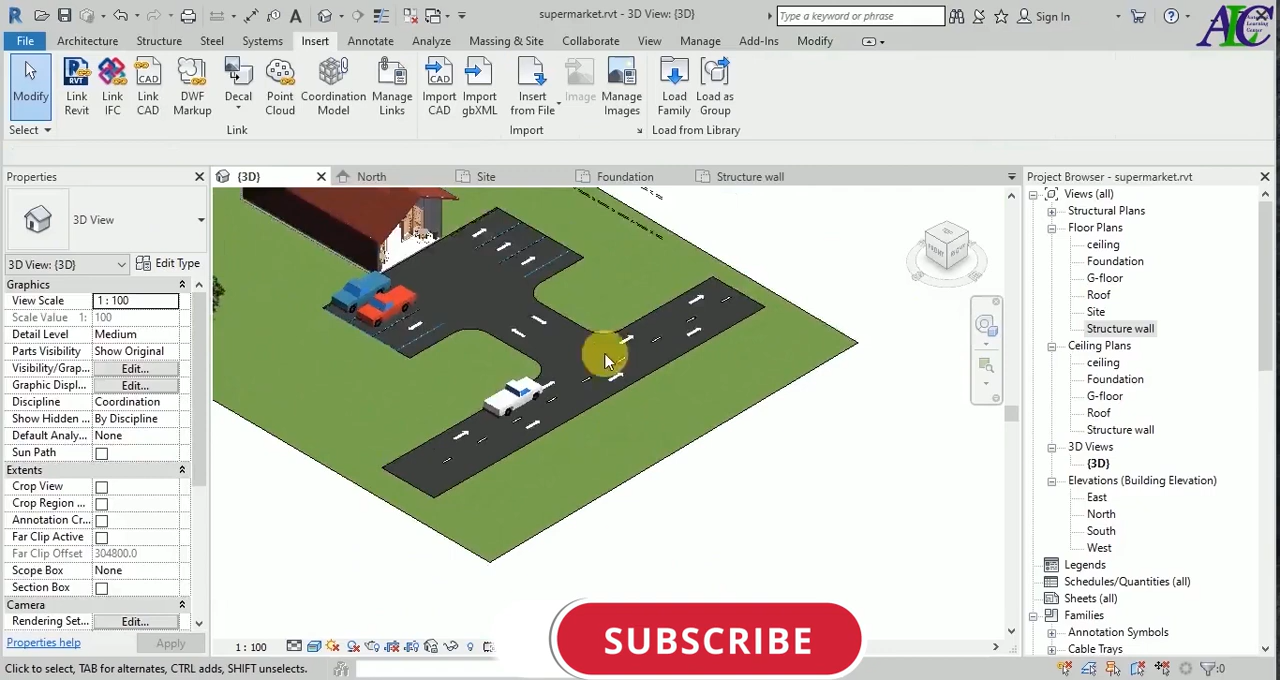 supermarket.rvt - 3D View: {3D}
Type a keyword or phrase
Sign In
ALC
File Architecture Structure Steel Systems Insert Annotate Analyze Massing & Site Collaborate View Manage Add-Ins Modify
Modify
Link Revit
Link IFC
Link CAD
DWF Markup
Decal
Point Cloud
Coordination Model
Manage Links
Import CAD
Import gbXML
Insert from File
Image
Manage Images
Load Family
Load as Group
Select
Link
Import
Load from Library
Properties
{3D}
North
Site
Foundation
Structure wall
Project Browser - supermarket.rvt
3D View
3D View: {3D}
Edit Type
Graphics
View Scale 1 : 100
Scale Value 1: 100
Detail Level Medium
Parts Visibility Show Original
Visibility/Grap... Edit...
Graphic Displ... Edit...
Discipline Coordination
Show Hidden ... By Discipline
Default Analy... None
Sun Path
Extents
Crop View
Crop Region ...
Annotation Cr...
Far Clip Active
Far Clip Offset 304800.0
Scope Box None
Section Box
Camera
Rendering Set... Edit...
Properties help
Apply
Views (all)
Structural Plans
Floor Plans
ceiling
Foundation
G-floor
Roof
Site
Structure wall
Ceiling Plans
ceiling
Foundation
G-floor
Roof
Structure wall
3D Views
{3D}
Elevations (Building Elevation)
East
North
South
West
Legends
Schedules/Quantities (all)
Sheets (all)
Families
Annotation Symbols
Cable Trays
1 : 100
SUBSCRIBE
Click to select, TAB for alternates, CTRL adds, SHIFT unselects.
:0